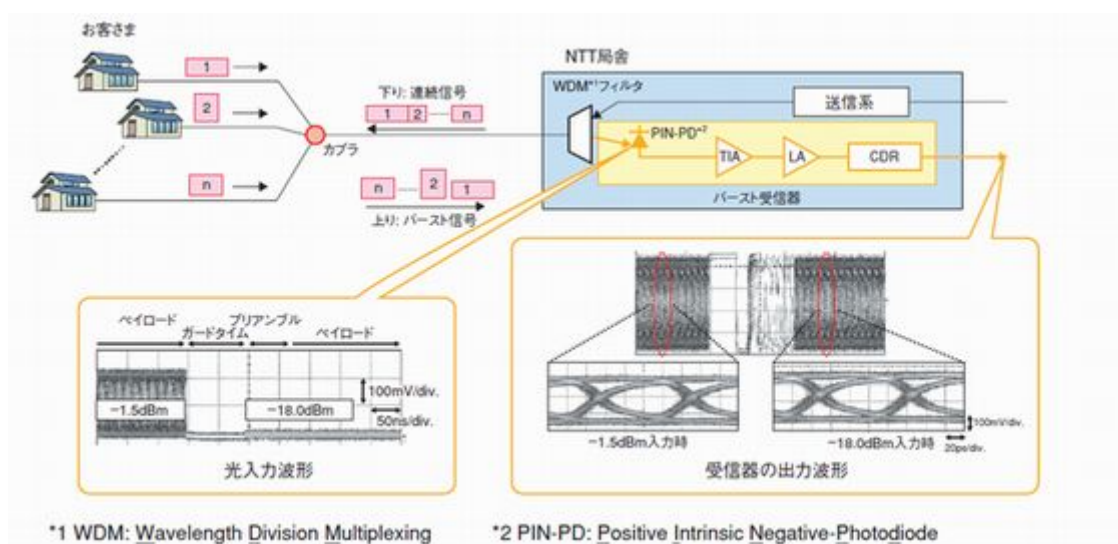 お客さま
1
2
n
カプラ
下り: 連続信号
1 2 n
n 2 1
上り: バースト信号
NTT局舎
WDM*1フィルタ
送信系
PIN-PD*2
TIA
LA
CDR
バースト受信器
ペイロード
ガードタイム
プリアンブル
ペイロード
-1.5dBm
-18.0dBm
100mV/div.
50ns/div.
光入力波形
-1.5dBm入力時
-18.0dBm入力時
100mV/div.
20ps/div.
受信器の出力波形
*1 WDM: Wavelength Division Multiplexing
*2 PIN-PD: Positive Intrinsic Negative-Photodiode